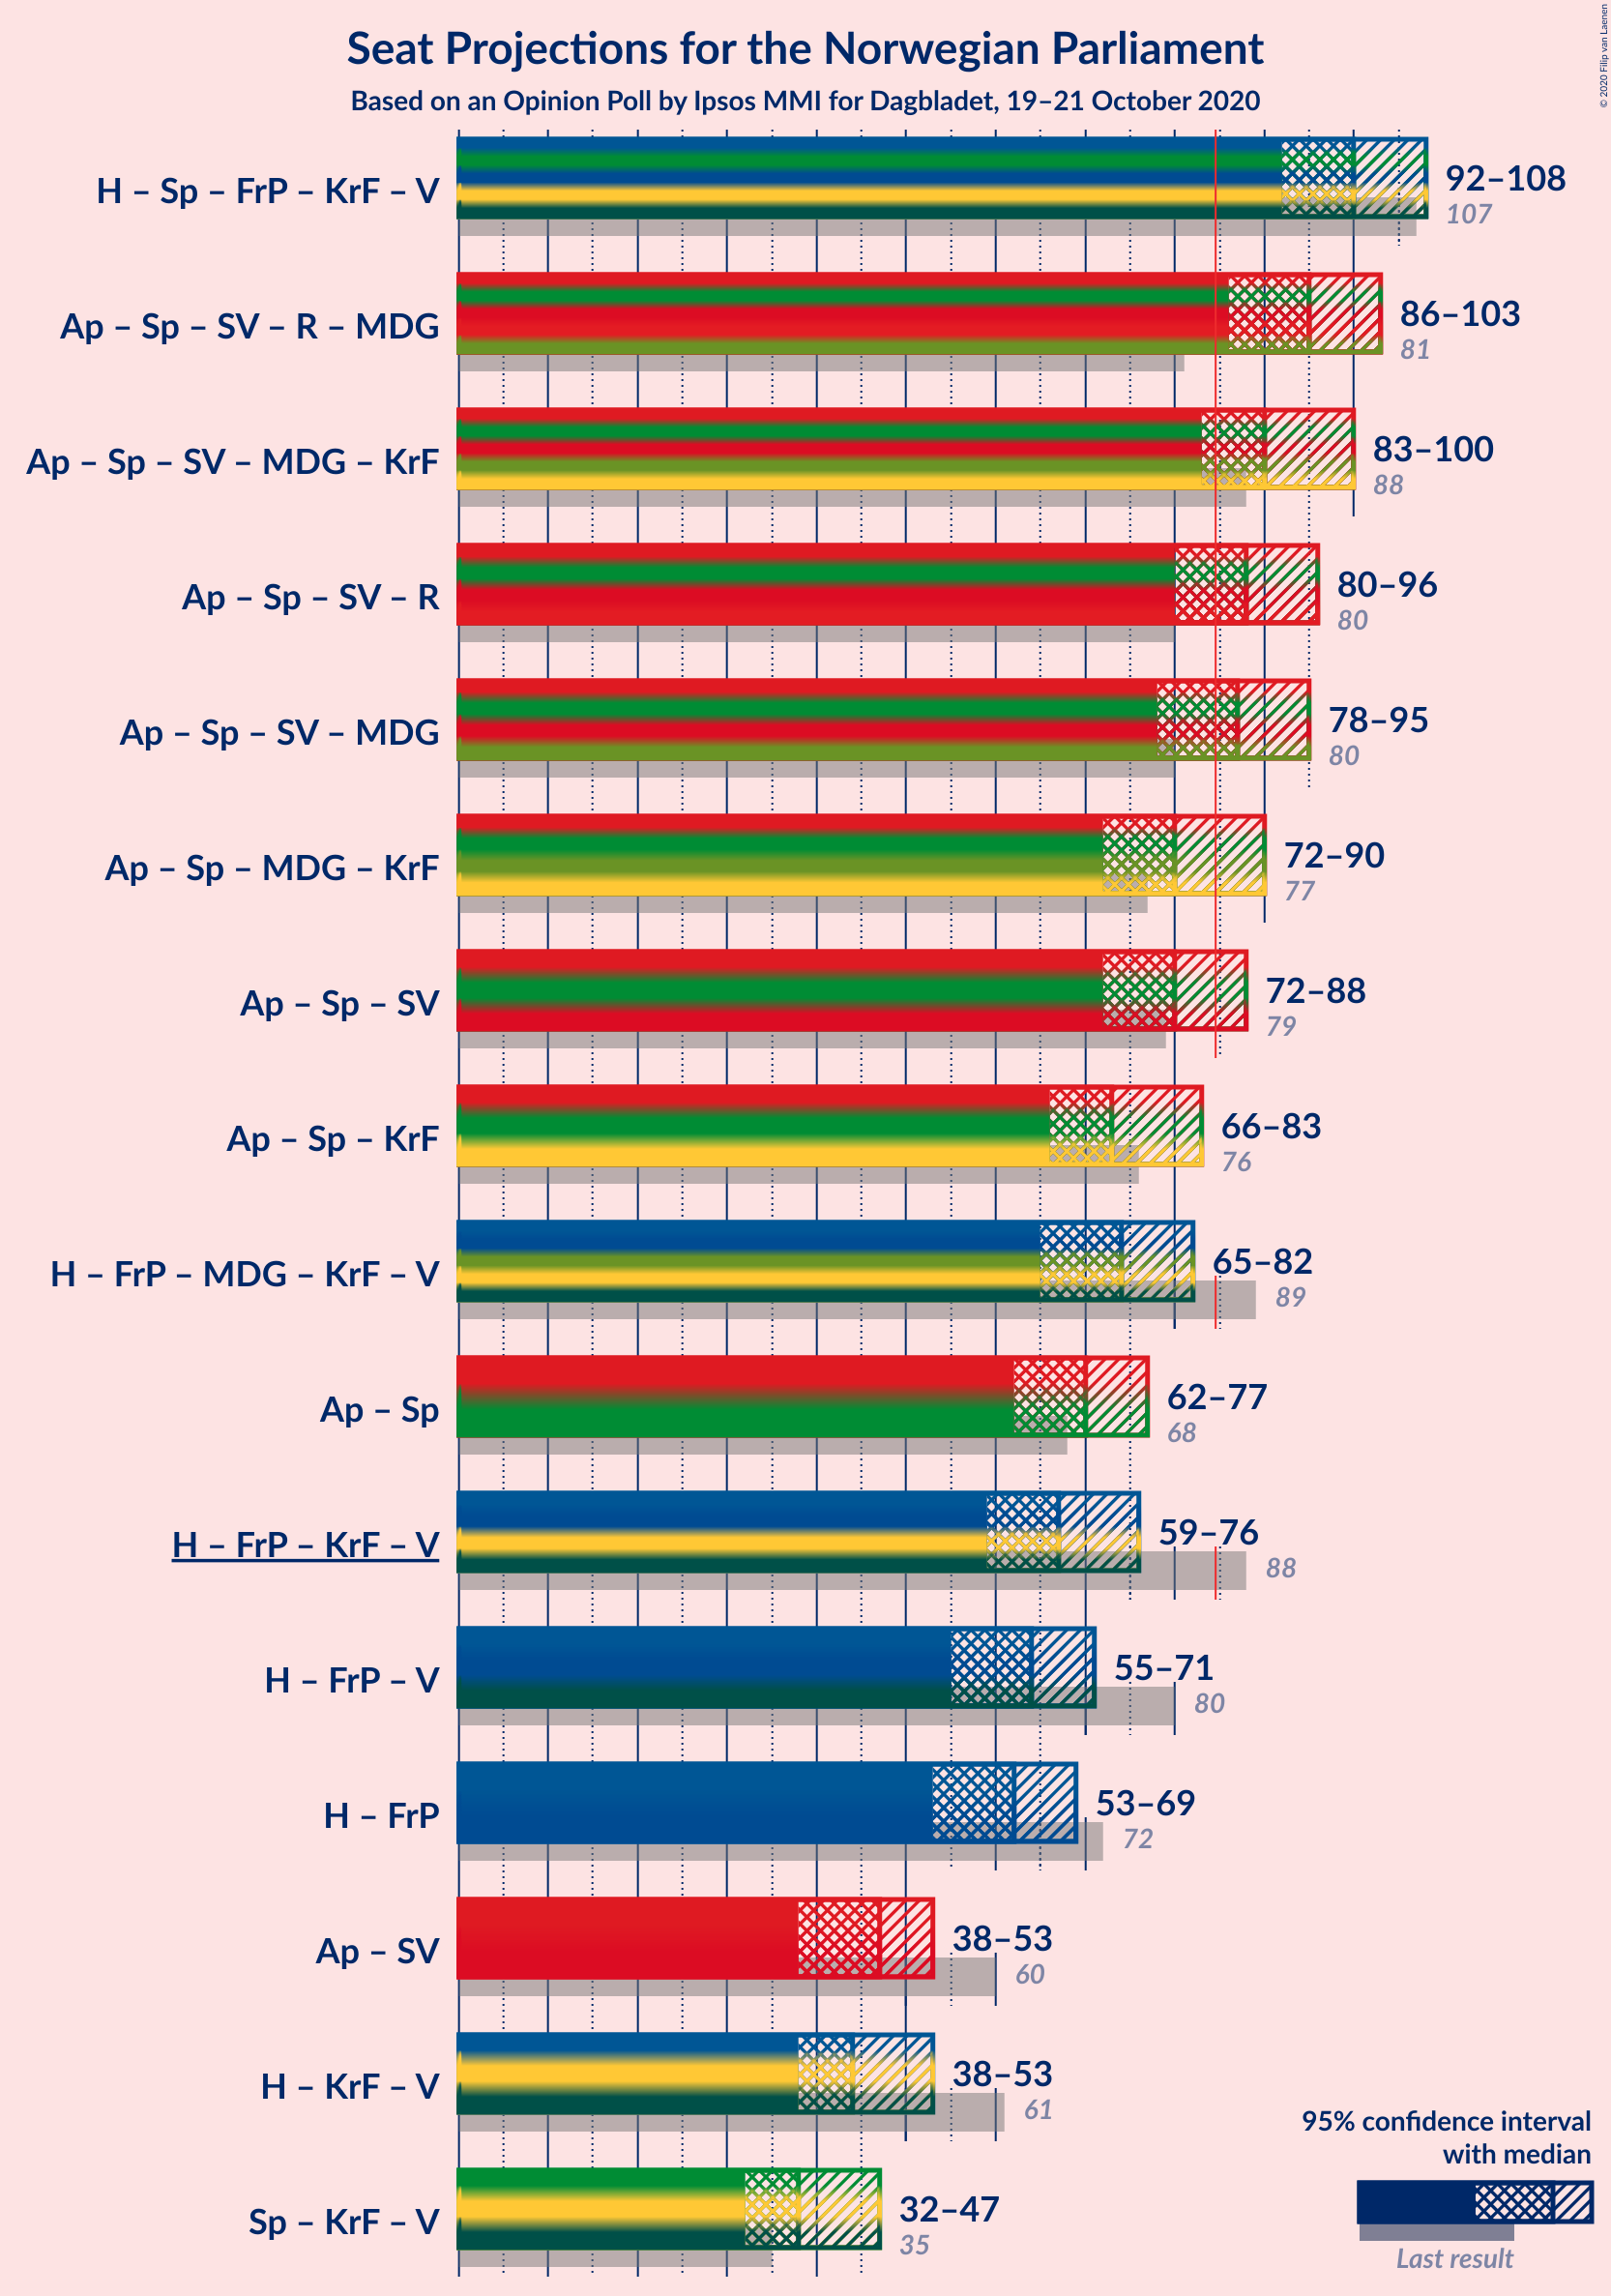 Seat Projections for the Norwegian Parliament
Based on an Opinion Poll by Ipsos MMI for Dagbladet, 19–21 October 2020
© 2020 Filip van Laenen
H – Sp – FrP – KrF – V
92–108
107
Ap – Sp – SV – R – MDG
86–103
81
Ap – Sp – SV – MDG – KrF
83–100
88
Ap – Sp – SV – R
80–96
80
Ap – Sp – SV – MDG
78–95
80
Ap – Sp – MDG – KrF
72–90
77
Ap – Sp – SV
72–88
79
Ap – Sp – KrF
66–83
76
H – FrP – MDG – KrF – V
65–82
89
Ap – Sp
62–77
68
H – FrP – KrF – V
59–76
88
H – FrP – V
55–71
80
H – FrP
53–69
72
Ap – SV
38–53
60
H – KrF – V
38–53
61
Sp – KrF – V
32–47
35
95% confidence interval
with median
Last result